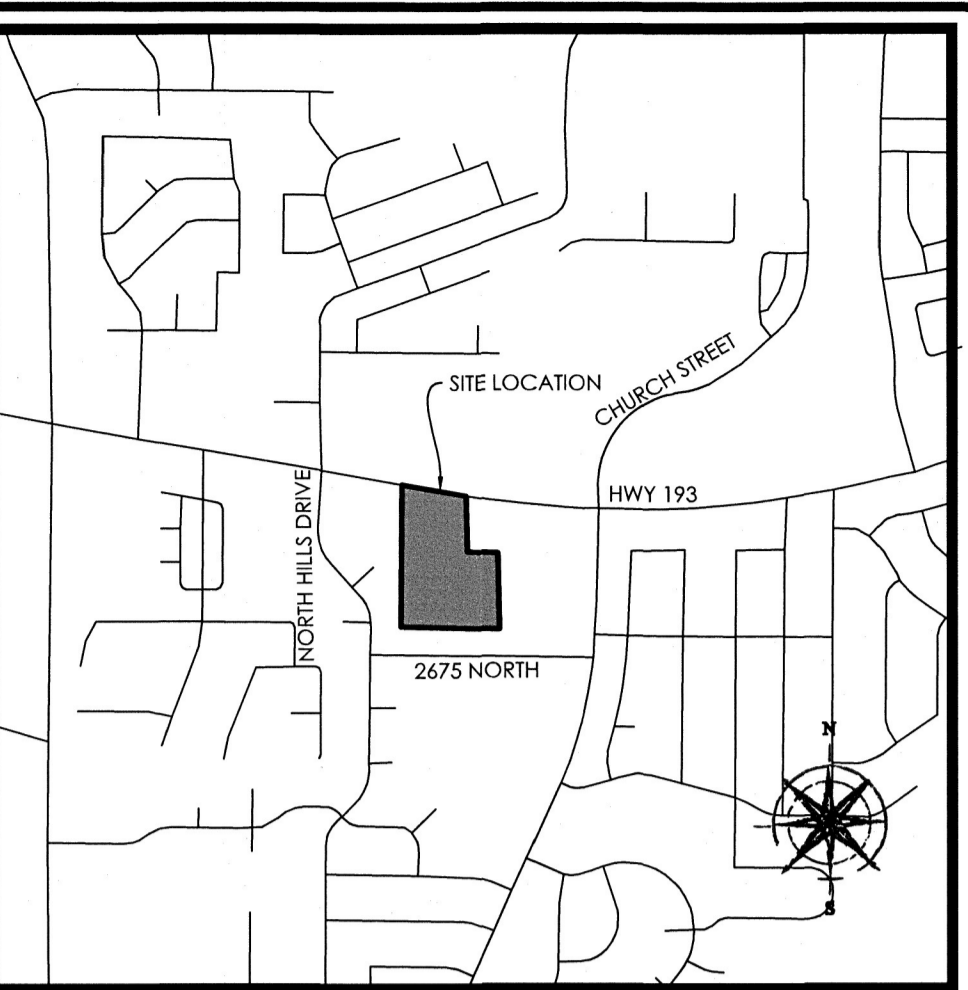 SITE LOCATION
CHURCH STREET
HWY 193
NORTH HILLS DRIVE
2675 NORTH
N
S